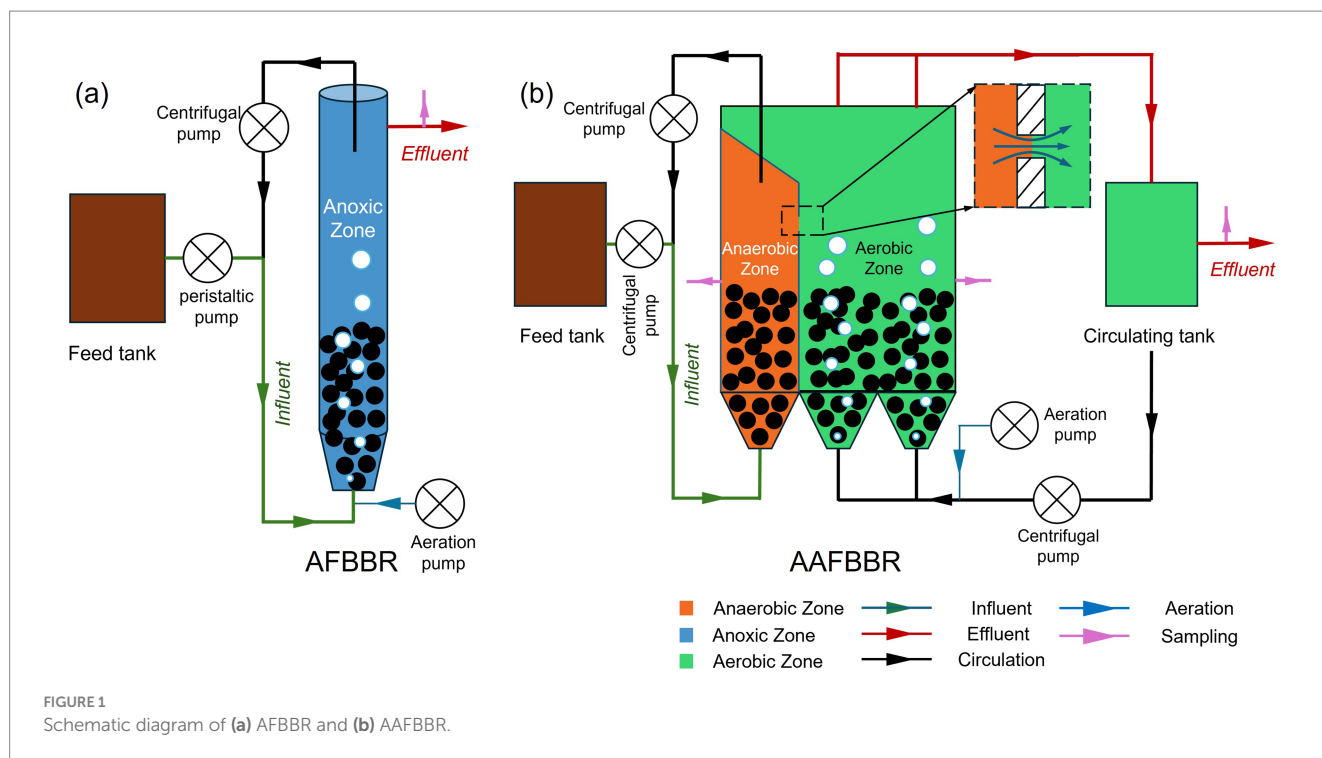 (a)
Centrifugal
pump
Effluent
Anoxic
Zone
peristaltic
pump
Feed tank
Influent
Aeration
pump
AFBBR
(b)
Centrifugal
pump
Anaerobic
Zone
Aerobic
Zone
Effluent
Feed tank
Centrifugal
pump
Circulating tank
Influent
Aeration
pump
Centrifugal
pump
AAFBBR
Anaerobic Zone Influent Aeration
Anoxic Zone Effluent Sampling
Aerobic Zone Circulation
FIGURE 1
Schematic diagram of (a) AFBBR and (b) AAFBBR.